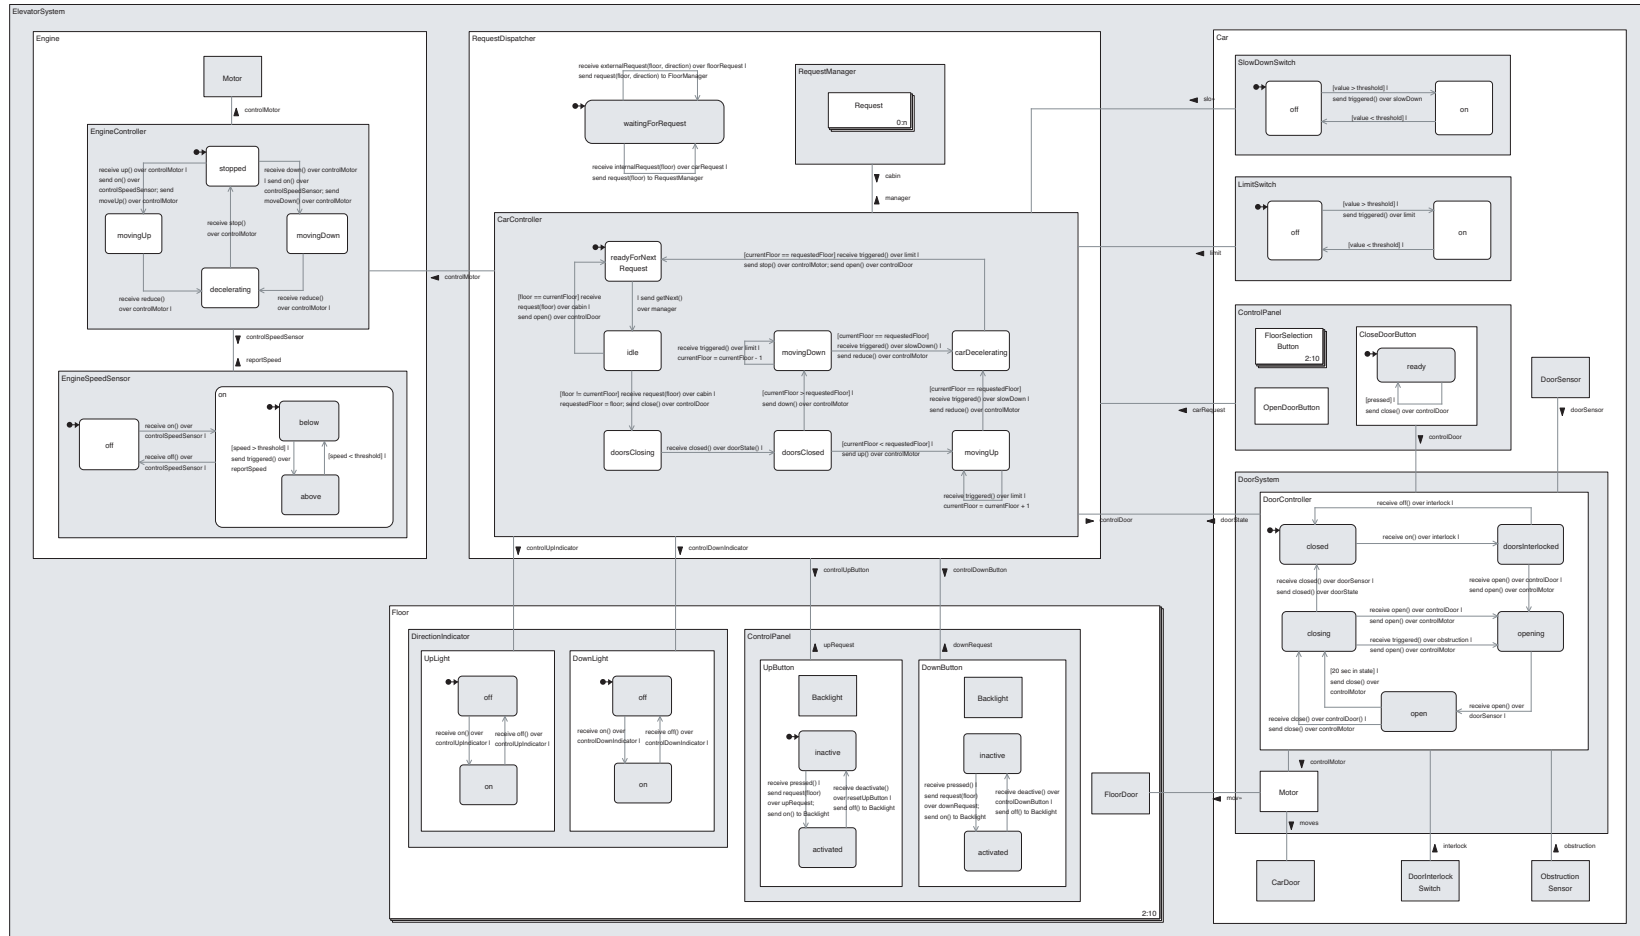 ElevatorSystem
Engine
Motor
controlMotor
EngineController
stopped
receive up() over controlMotor |
send on() over
controlSpeedSensor; send
moveUp() over controlMotor
receive down() over controlMotor
| send on() over
controlSpeedSensor; send
moveDown() over controlMotor
receive stop()
over controlMotor
movingUp
movingDown
decelerating
receive reduce()
over controlMotor |
receive reduce()
over controlMotor |
controlSpeedSensor
reportSpeed
EngineSpeedSensor
off
receive on() over
controlSpeedSensor |
receive off() over
controlSpeedSensor |
on
below
[speed > threshold] |
send triggered() over
reportSpeed
[speed < threshold] |
above
controlMotor
RequestDispatcher
receive externalRequest(floor, direction) over floorRequest |
send request(floor, direction) to FloorManager
waitingForRequest
receive internalRequest(floor) over carRequest |
send request(floor) to RequestManager
RequestManager
Request
0:n
cabin
manager
CarController
readyForNext
Request
[currentFloor == requestedFloor] receive triggered() over limit |
send stop() over controlMotor; send open() over controlDoor
[floor == currentFloor] receive
request(floor) over cabin |
send open() over controlDoor
| send getNext()
over manager
idle
receive triggered() over limit |
currentFloor = currentFloor - 1
movingDown
[currentFloor == requestedFloor]
receive triggered() over slowDown() |
send reduce() over controlMotor
carDecelerating
[floor != currentFloor] receive request(floor) over cabin |
requestedFloor = floor; send close() over controlDoor
[currentFloor > requestedFloor] |
send down() over controlMotor
[currentFloor == requestedFloor]
receive triggered() over slowDown |
send reduce() over controlMotor
doorsClosing
receive closed() over doorState() |
doorsClosed
[currentFloor < requestedFloor] |
send up() over controlMotor
movingUp
receive triggered() over limit |
currentFloor = currentFloor + 1
controlUpIndicator
controlDownIndicator
controlUpButton
controlDownButton
controlDoor
doorState
limit
carRequest
Car
SlowDownSwitch
off
[value > threshold] |
send triggered() over slowDown
[value < threshold] |
on
LimitSwitch
off
[value > threshold] |
send triggered() over limit
[value < threshold] |
on
ControlPanel
FloorSelection
Button
2:10
OpenDoorButton
CloseDoorButton
ready
[pressed] |
send close() over controlDoor
controlDoor
DoorSensor
doorSensor
DoorSystem
DoorController
receive off() over interlock |
closed
receive on() over interlock |
doorsInterlocked
receive closed() over doorSensor |
send closed() over doorState
receive open() over controlDoor |
send open() over controlMotor
closing
receive open() over controlDoor |
send open() over controlMotor
receive triggered() over obstruction |
send open() over controlMotor
opening
[20 sec in state] |
send close() over
controlMotor
open
receive open() over
doorSensor |
receive close() over controlDoor() |
send close() over controlMotor
controlMotor
Motor
moves
CarDoor
interlock
DoorInterlock
Switch
obstruction
Obstruction
Sensor
Floor
DirectionIndicator
UpLight
off
receive on() over
controlUpIndicator |
receive off() over
controlUpIndicator |
on
DownLight
off
receive on() over
controlDownIndicator |
receive off() over
controlDownIndicator |
on
ControlPanel
upRequest
downRequest
UpButton
Backlight
inactive
receive pressed() |
send request(floor)
over upRequest;
send on() to Backlight
receive deactivate()
over resetUpButton |
send off() to Backlight
activated
DownButton
Backlight
inactive
receive pressed() |
send request(floor)
over downRequest;
send on() to Backlight
receive deactive() over
controlDownButton |
send off() to Backlight
activated
FloorDoor
2:10